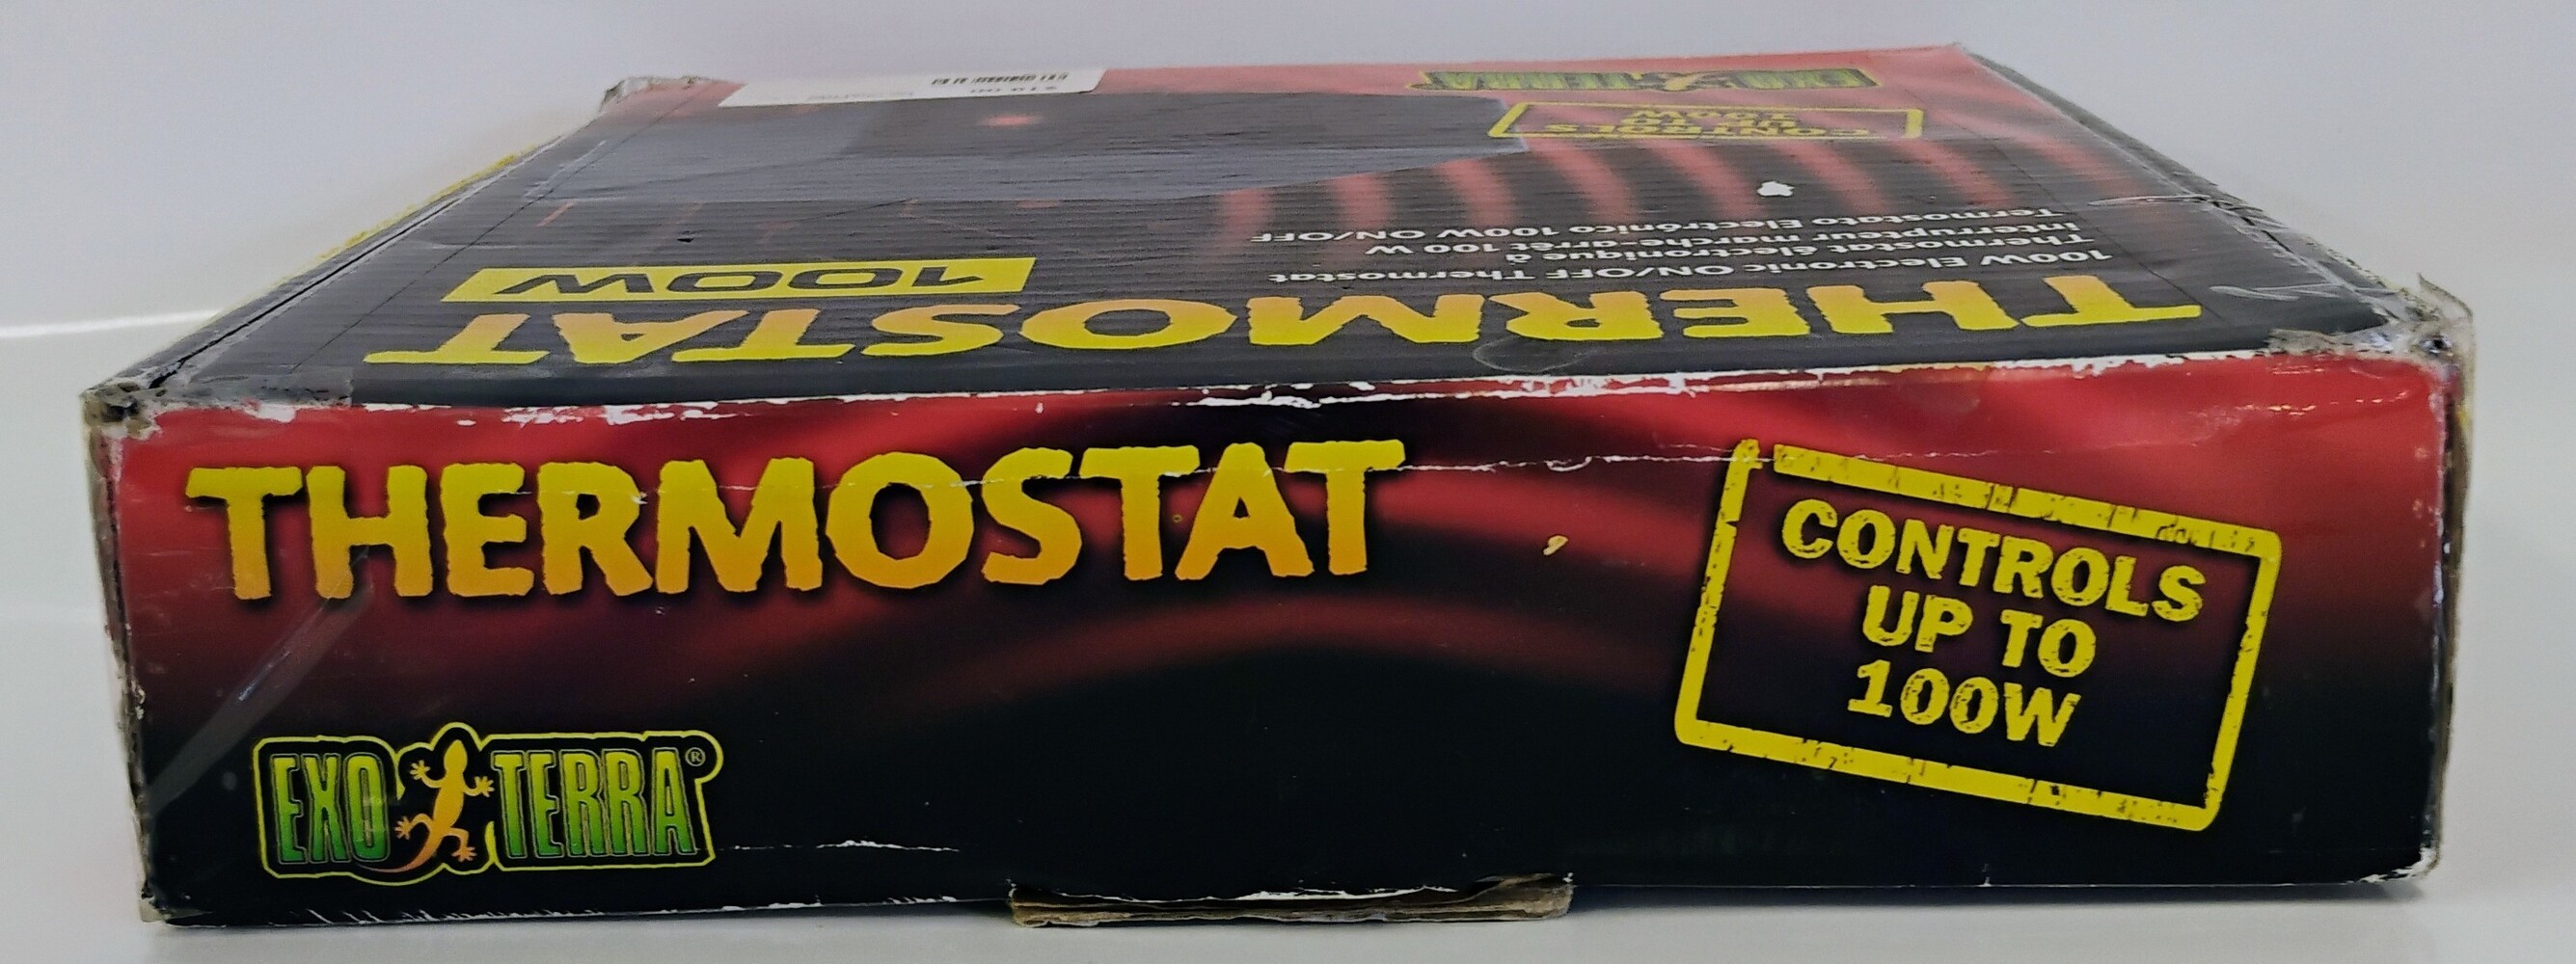 EXO TERRA
CONTROLS
UP TO
100W
Termostato Electrónico 100W ON/OFF
interrupteur marche-arrêt 100 W
Thermostat électronique à
100W Electronic ON/OFF Thermostat
100W
THERMOSTAT
THERMOSTAT
CONTROLS
UP TO
100W
EXO TERRA®